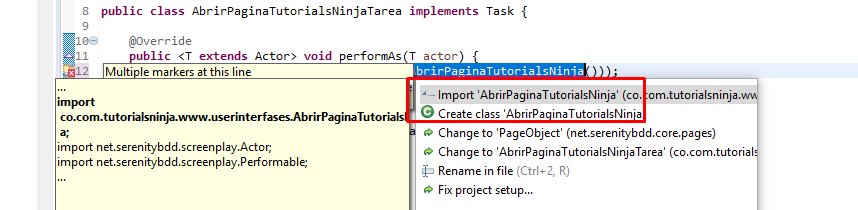 8 public class AbrirPaginaTutorialsNinjaTarea implements Task {
9
10 @Override
11 public <T extends Actor> void performAs(T actor) {
12 Multiple markers at this line brirPaginaTutorialsNinja()));
...
import
co.com.tutorialsninja.www.userinterfases.AbrirPaginaTutorials
a;
import net.serenitybdd.screenplay.Actor;
import net.serenitybdd.screenplay.Performable;
...
Import 'AbrirPaginaTutorialsNinja' (co.com.tutorialsninja.ww
Create class 'AbrirPaginaTutorialsNinja
Change to 'PageObject' (net.serenitybdd.core.pages)
Change to 'AbrirPaginaTutorialsNinjaTarea' (co.com.tutorials
Rename in file (Ctrl+2, R)
Fix project setup...